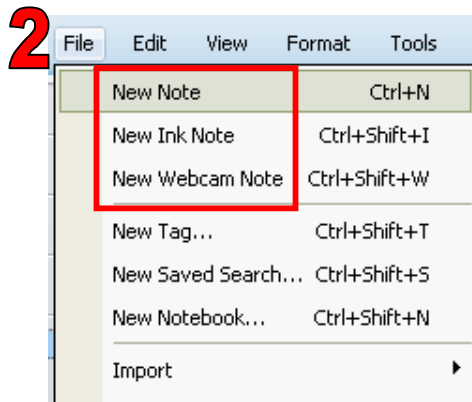 2
File Edit View Format Tools
New Note Ctrl+N
New Ink Note Ctrl+Shift+I
New Webcam Note Ctrl+Shift+W
New Tag... Ctrl+Shift+T
New Saved Search... Ctrl+Shift+S
New Notebook... Ctrl+Shift+N
Import